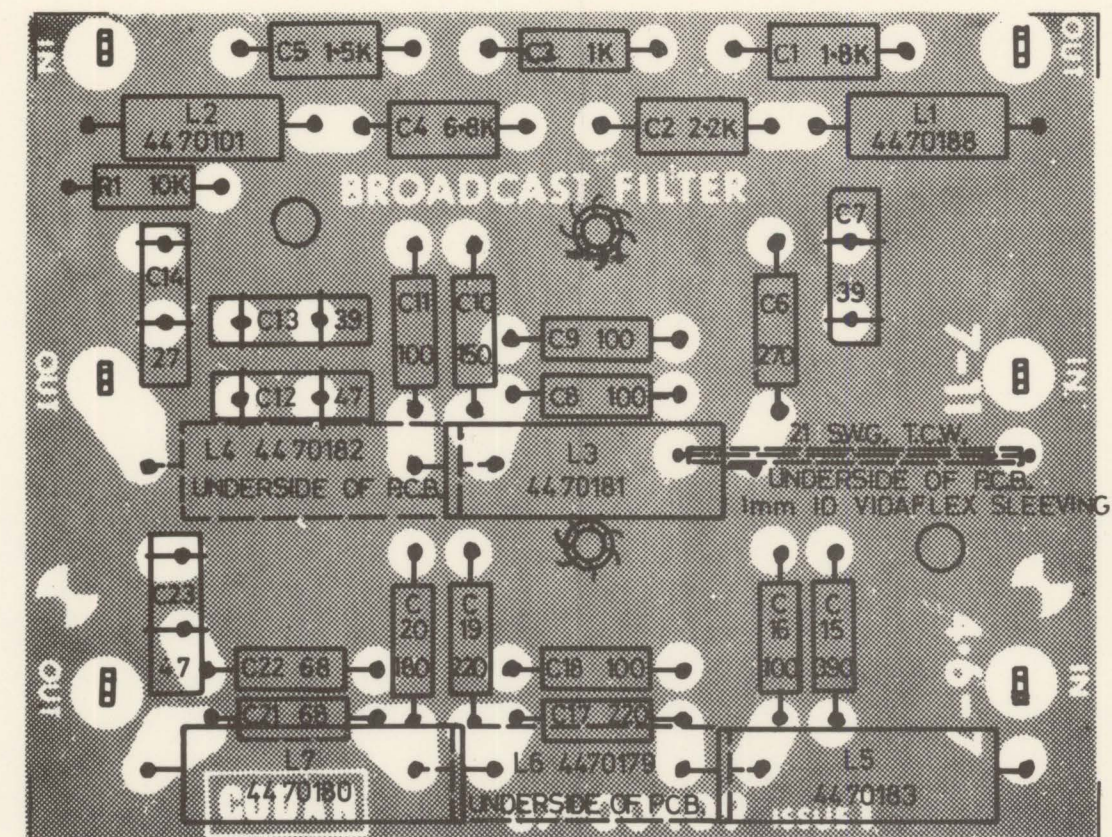 IN
C5 1·5K
C3 1K
C1 1·8K
OUT
L2
4470101
C4 6·8K
C2 2·2K
L1
4470188
R1 10K
BROADCAST FILTER
C14
27
C13 39
C12 47
C11
100
C10
150
C9 100
C8 100
C6
270
C7
39
7-11
OUT
IN
L4 4470182
UNDERSIDE OF P.C.B.
L3
4470181
21 SWG. T.C.W.
UNDERSIDE OF P.C.B.
1mm ID VIDAFLEX SLEEVING
C23
47
C
20
180
C
19
220
C
16
100
C
15
390
4·6-7
C22 68
C21 68
C18 100
C17 220
OUT
IN
L7
4470180
L6 4470179
UNDERSIDE OF P.C.B.
L5
4470183
CODAN
ISSUE